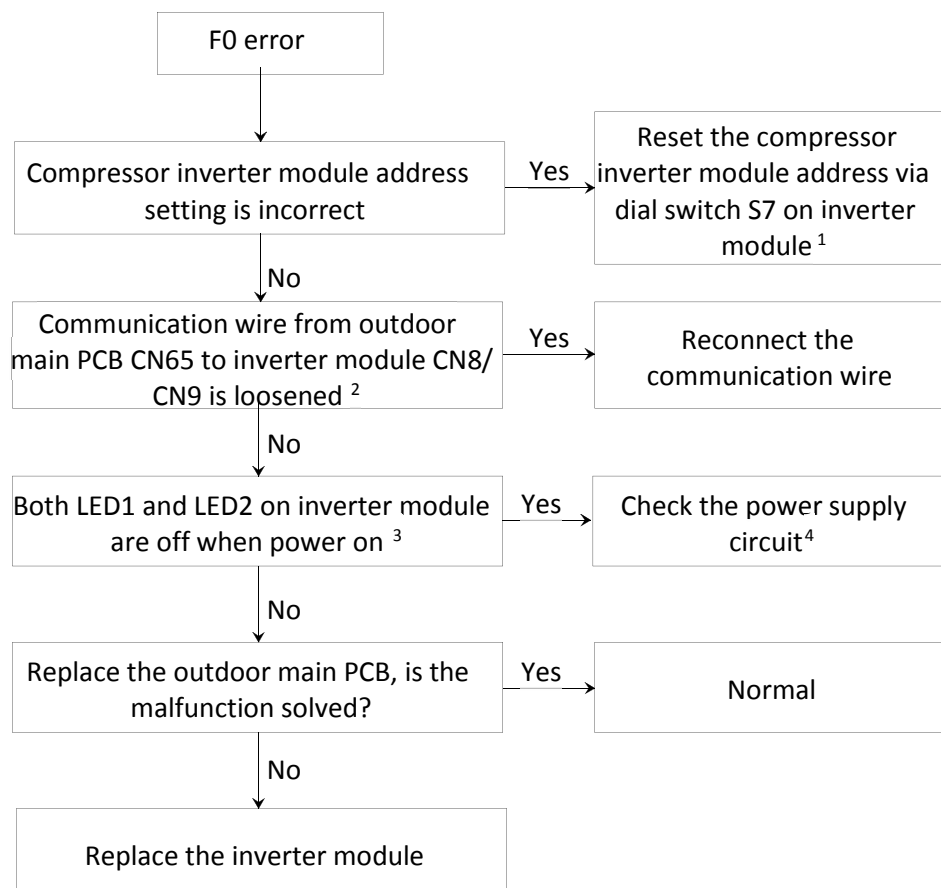 F0 error
Compressor inverter module address
setting is incorrect
Yes
Reset the compressor
inverter module address via
dial switch S7 on inverter
module 1
No
Communication wire from outdoor
main PCB CN65 to inverter module CN8/
CN9 is loosened 2
Yes
Reconnect the
communication wire
No
Both LED1 and LED2 on inverter module
are off when power on 3
Yes
Check the power supply
circuit4
No
Replace the outdoor main PCB, is the
malfunction solved?
Yes
Normal
No
Replace the inverter module